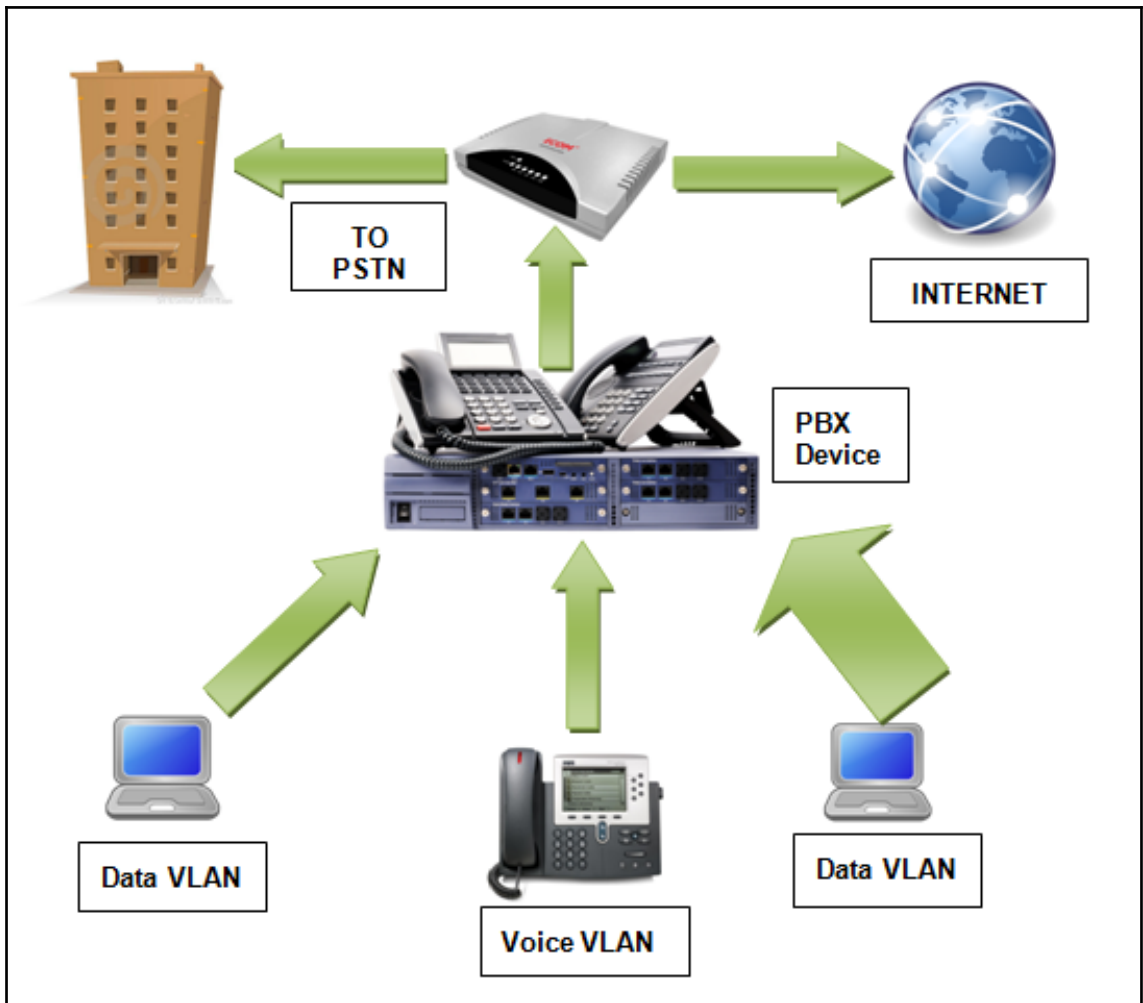 TO
PSTN
INTERNET
PBX
Device
Data VLAN
Data VLAN
Voice VLAN